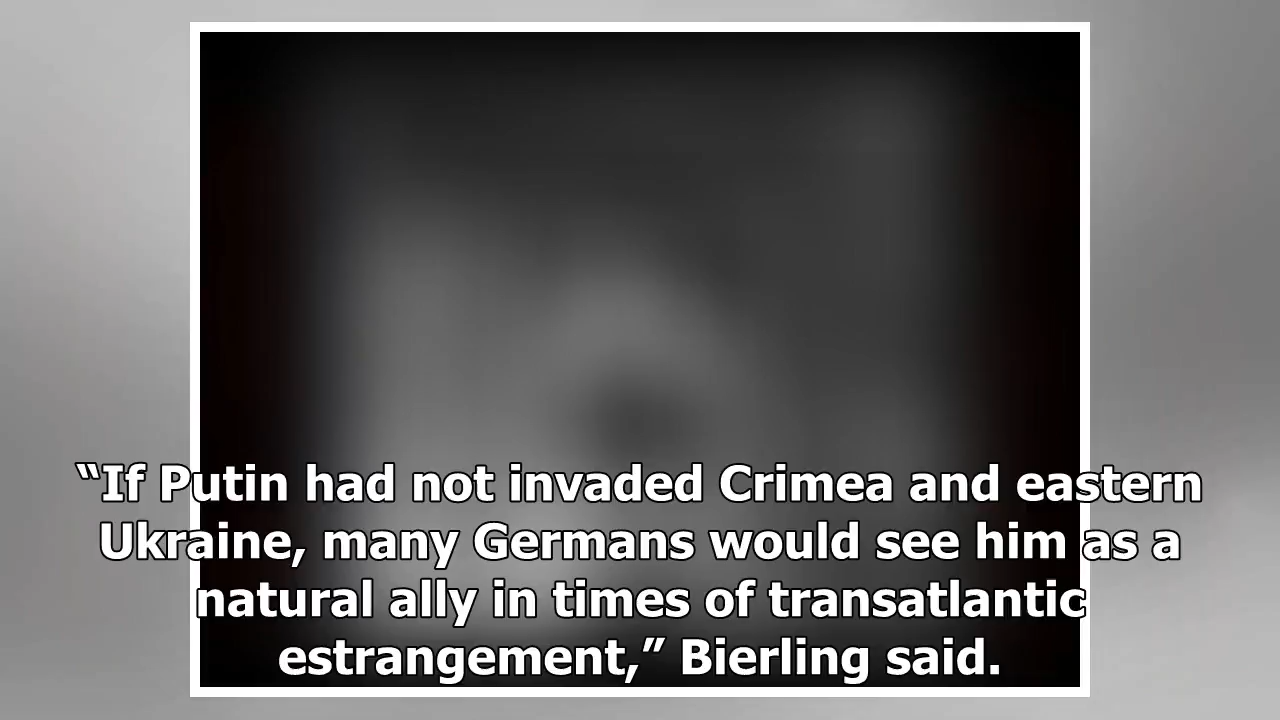 “If Putin had not invaded Crimea and eastern
Ukraine, many Germans would see him as a
natural ally in times of transatlantic
estrangement,” Bierling said.